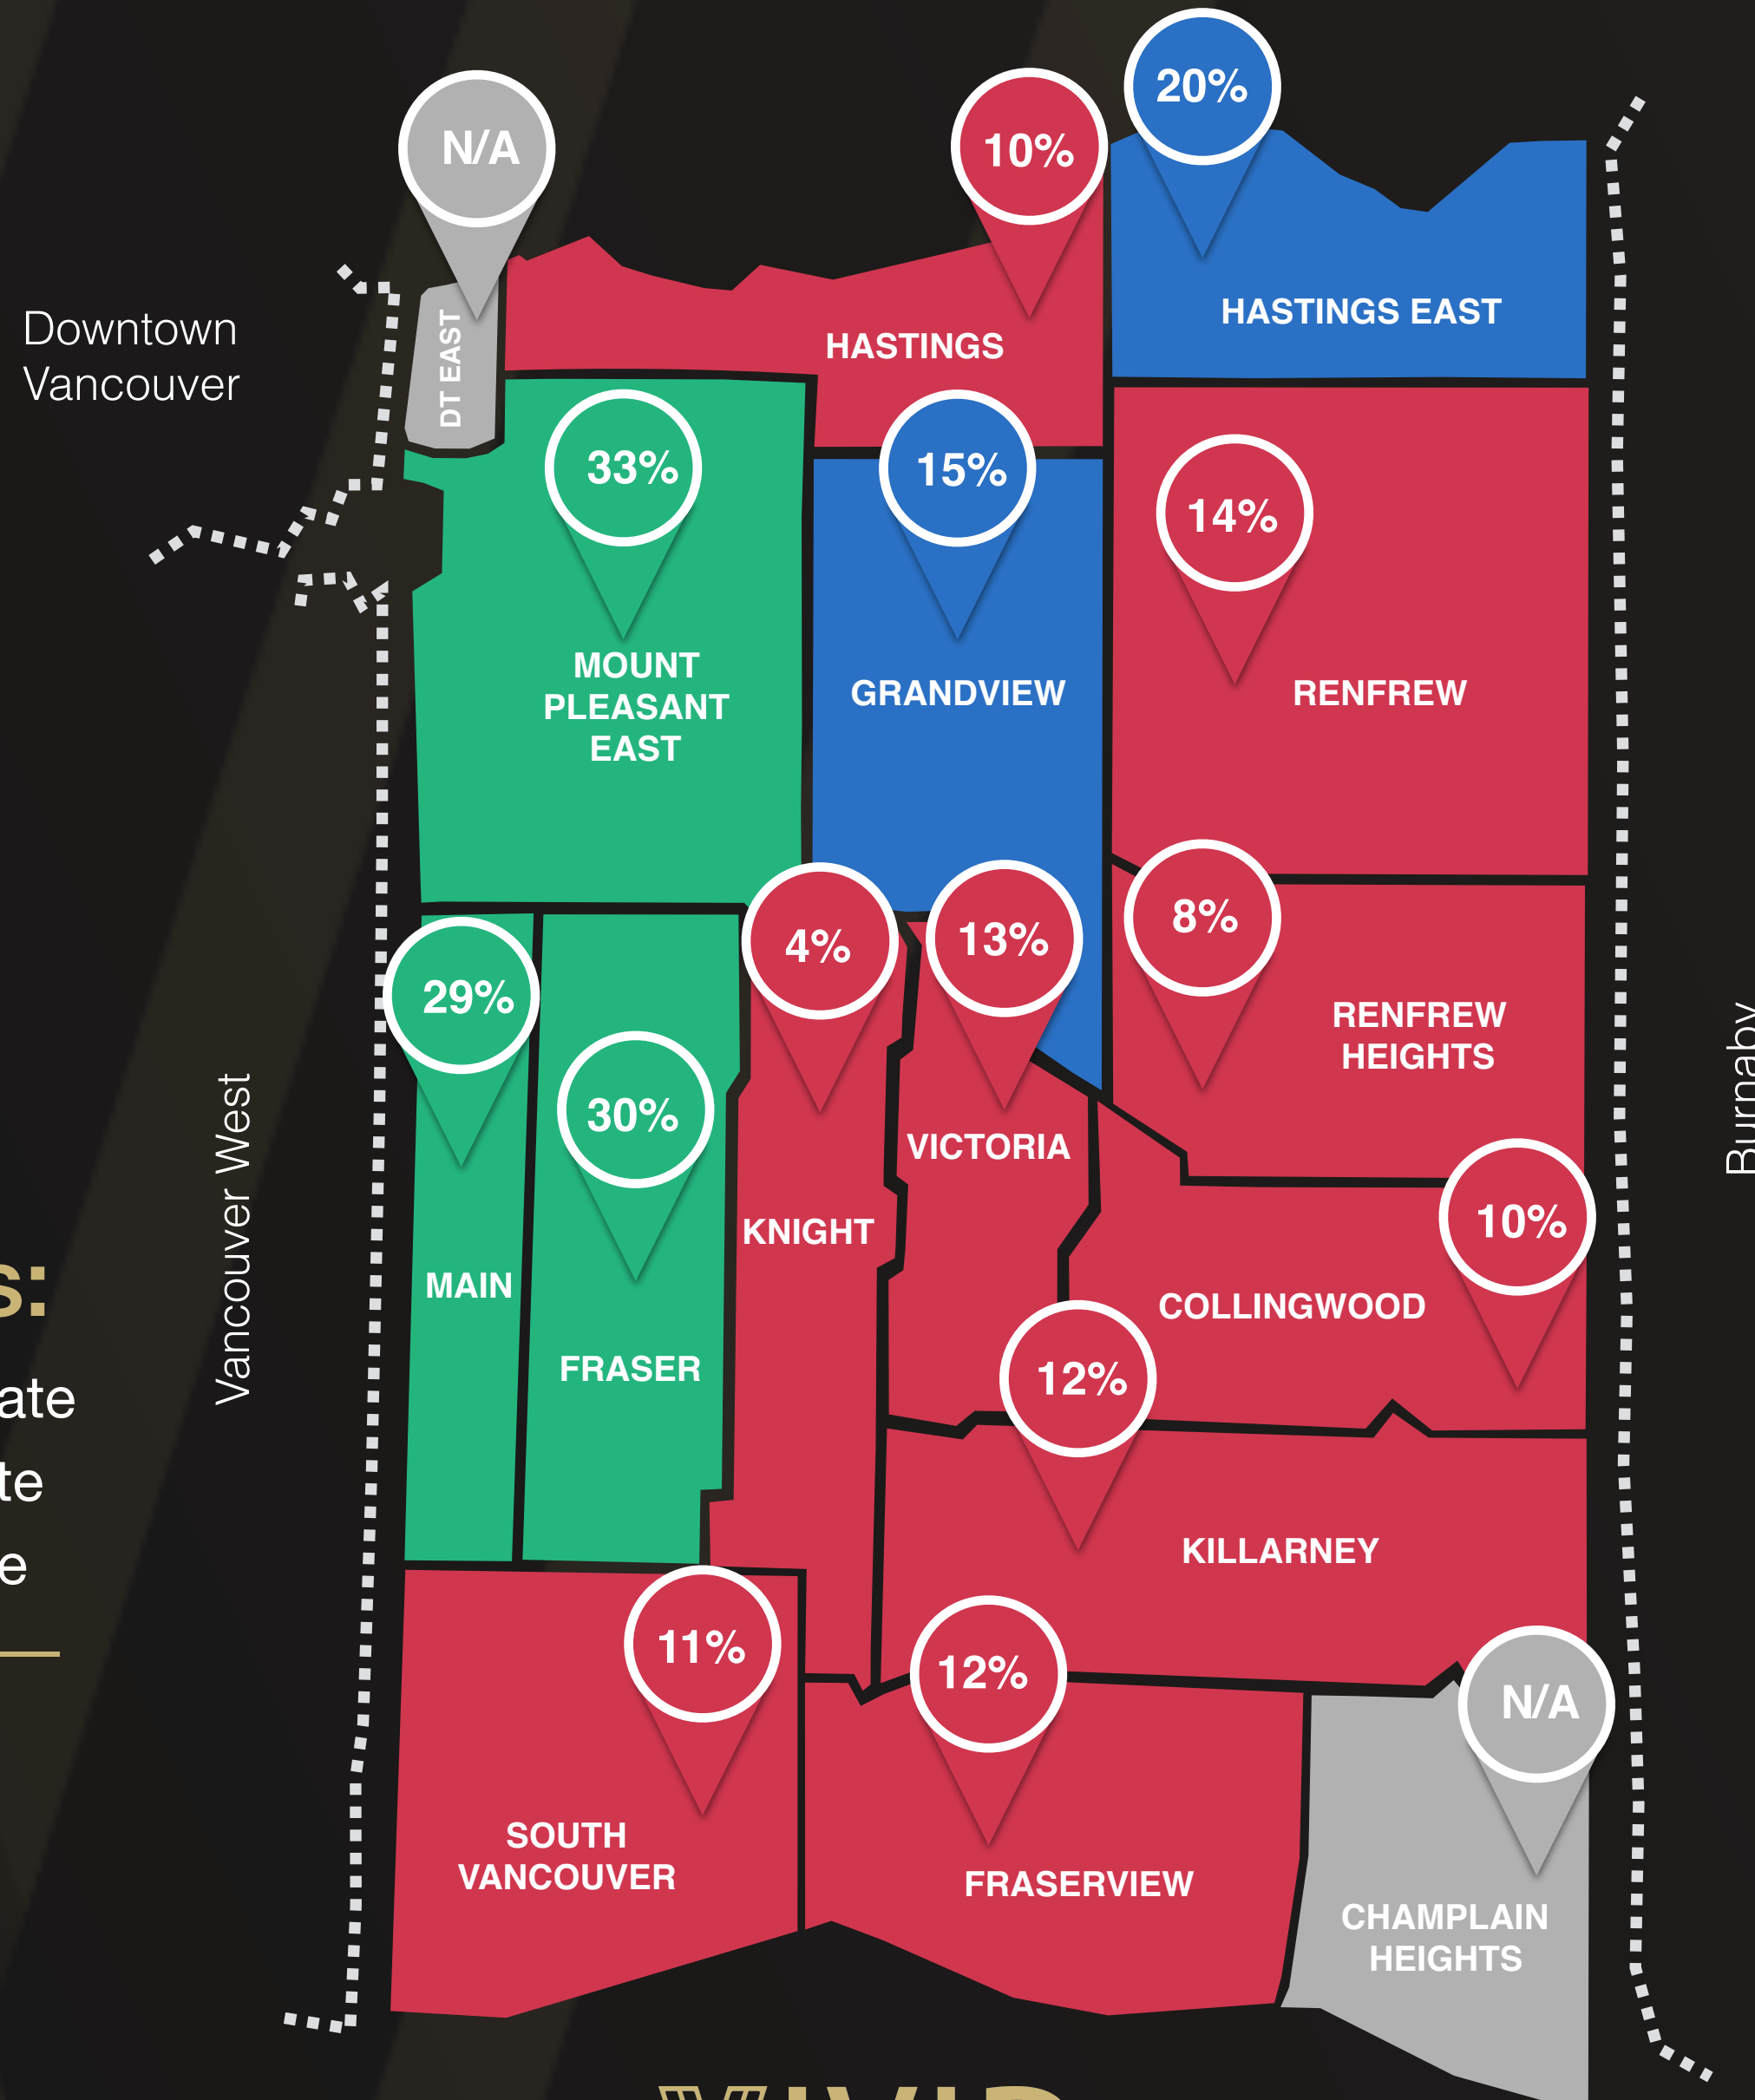 20%
N/A
10%
HASTINGS EAST
Downtown
Vancouver
DT EAST
HASTINGS
33%
15%
14%
MOUNT
PLEASANT
EAST
GRANDVIEW
RENFREW
4%
13%
8%
29%
RENFREW
HEIGHTS
30%
Burnaby
VICTORIA
Vancouver West
KNIGHT
10%
MAIN
COLLINGWOOD
s:
FRASER
12%
ate
te
KILLARNEY
e
11%
12%
N/A
SOUTH
VANCOUVER
FRASERVIEW
CHAMPLAIN
HEIGHTS